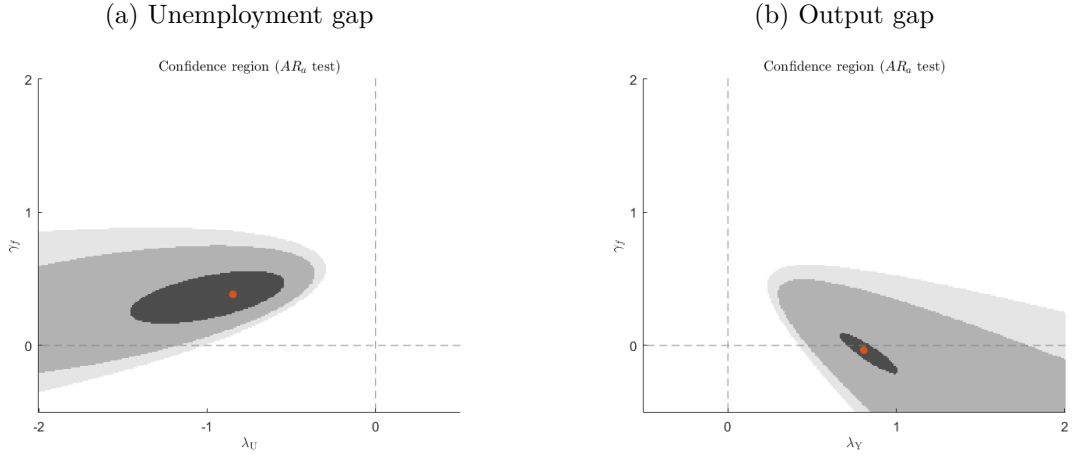 (a) Unemployment gap
Confidence region (AR_a test)
2
1
0
γ_f
-2
-1
0
λ_U
(b) Output gap
Confidence region (AR_a test)
2
1
0
γ_f
0
1
2
λ_Y